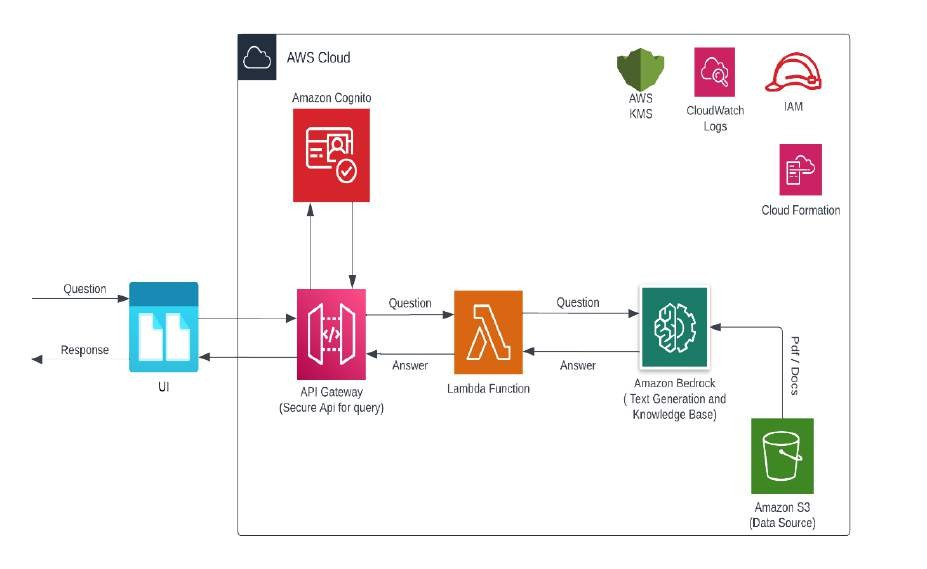 AWS Cloud
AWS
KMS
CloudWatch
Logs
IAM
Amazon Cognito
Cloud Formation
Question
Response
UI
Question
Answer
API Gateway
(Secure Api for query)
Lambda Function
Question
Answer
Amazon Bedrock
( Text Generation and
Knowledge Base)
Pdf / Docs
Amazon S3
(Data Source)